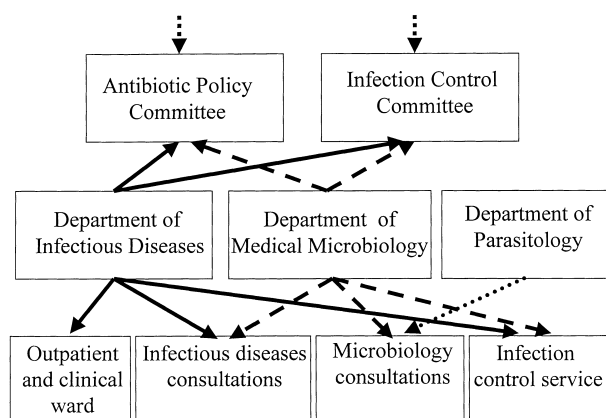 Antibiotic Policy
Committee
Infection Control
Committee
Department of
Infectious Diseases
Department of
Medical Microbiology
Department of
Parasitology
Outpatient
and clinical
ward
Infectious diseases
consultations
Microbiology
consultations
Infection
control service